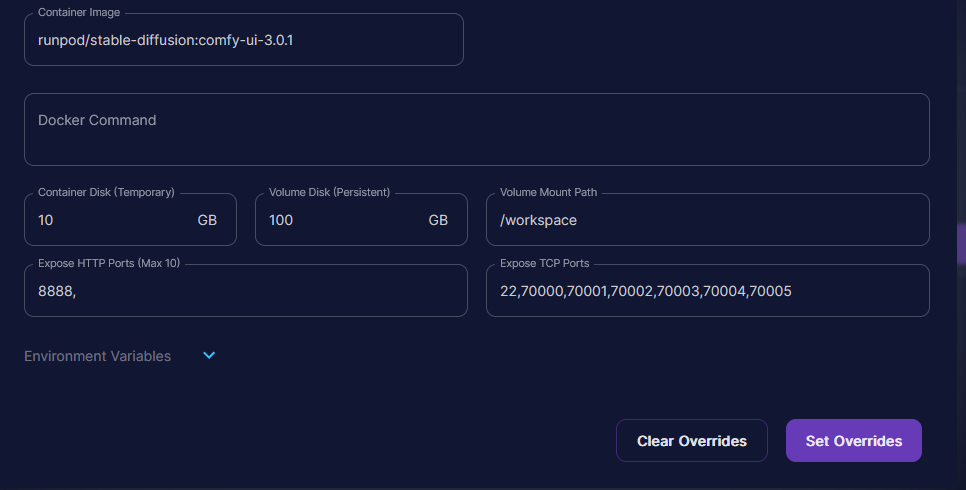 Container Image
runpod/stable-diffusion:comfy-ui-3.0.1
Docker Command
Container Disk (Temporary)
10 GB
Volume Disk (Persistent)
100 GB
Volume Mount Path
/workspace
Expose HTTP Ports (Max 10)
8888,
Expose TCP Ports
22,70000,70001,70002,70003,70004,70005
Environment Variables
Clear Overrides
Set Overrides